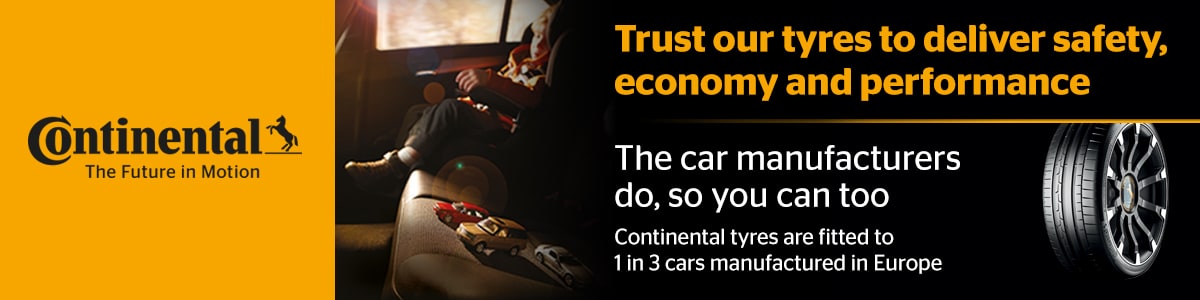 Continental
The Future in Motion
Trust our tyres to deliver safety,
economy and performance
The car manufacturers
do, so you can too
Continental tyres are fitted to
1 in 3 cars manufactured in Europe